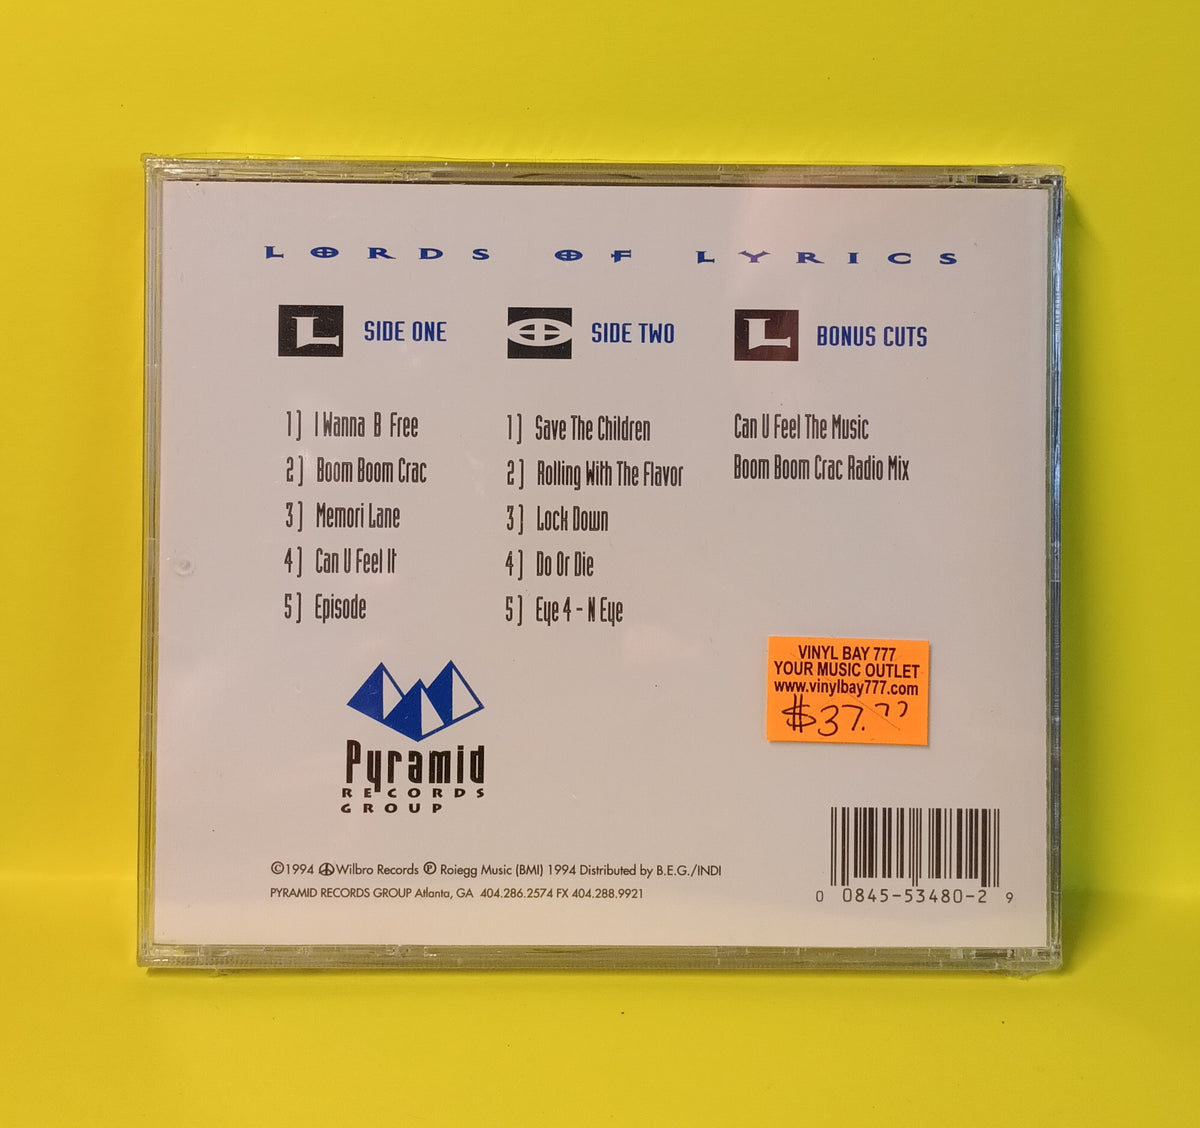 LORDS OF LYRICS
L SIDE ONE
1] I Wanna B Free
2] Boom Boom Crac
3] Memori Lane
4] Can U Feel It
5] Episode
SIDE TWO
1] Save The Children
2] Rolling With The Flavor
3] Lock Down
4] Do Or Die
5] Eye 4 - N Eye
L BONUS CUTS
Can U Feel The Music
Boom Boom Crac Radio Mix
VINYL BAY 777
YOUR MUSIC OUTLET
www.vinylbay777.com
$37.77
Pyramid
RECORDS
GROUP
©1994 Wilbro Records ℗ Roiegg Music (BMI) 1994 Distributed by B.E.G./INDI
PYRAMID RECORDS GROUP Atlanta, GA 404.286.2574 FX 404.288.9921
0 0845-53480-2 9